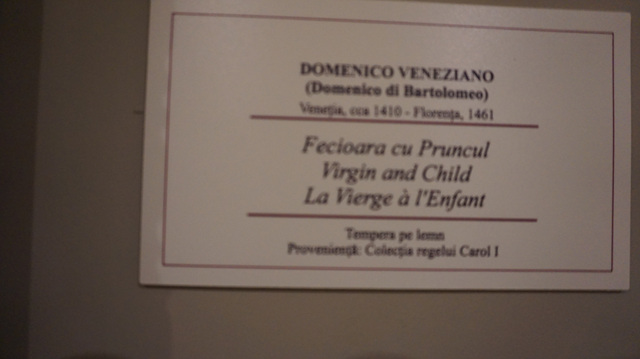 DOMENICO VENEZIANO
(Domenico di Bartolomeo)
Veneția, cca 1410 - Florența, 1461
Fecioara cu Pruncul
Virgin and Child
La Vierge à l'Enfant
Tempera pe lemn
Proveniență: Colecția regelui Carol I